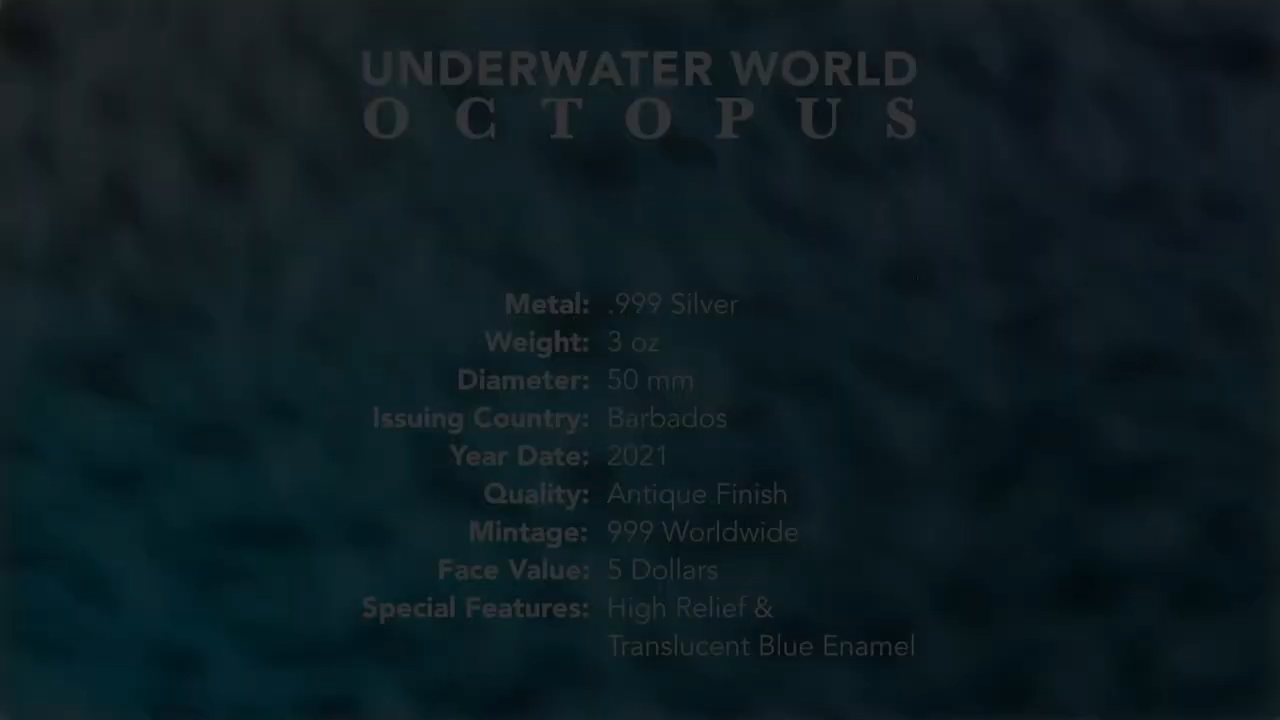 UNDERWATER WORLD
OCTOPUS
Metal: .999 Silver
Weight: 3 oz
Diameter: 50 mm
Issuing Country: Barbados
Year Date: 2021
Quality: Antique Finish
Mintage: 999 Worldwide
Face Value: 5 Dollars
Special Features: High Relief &
Translucent Blue Enamel